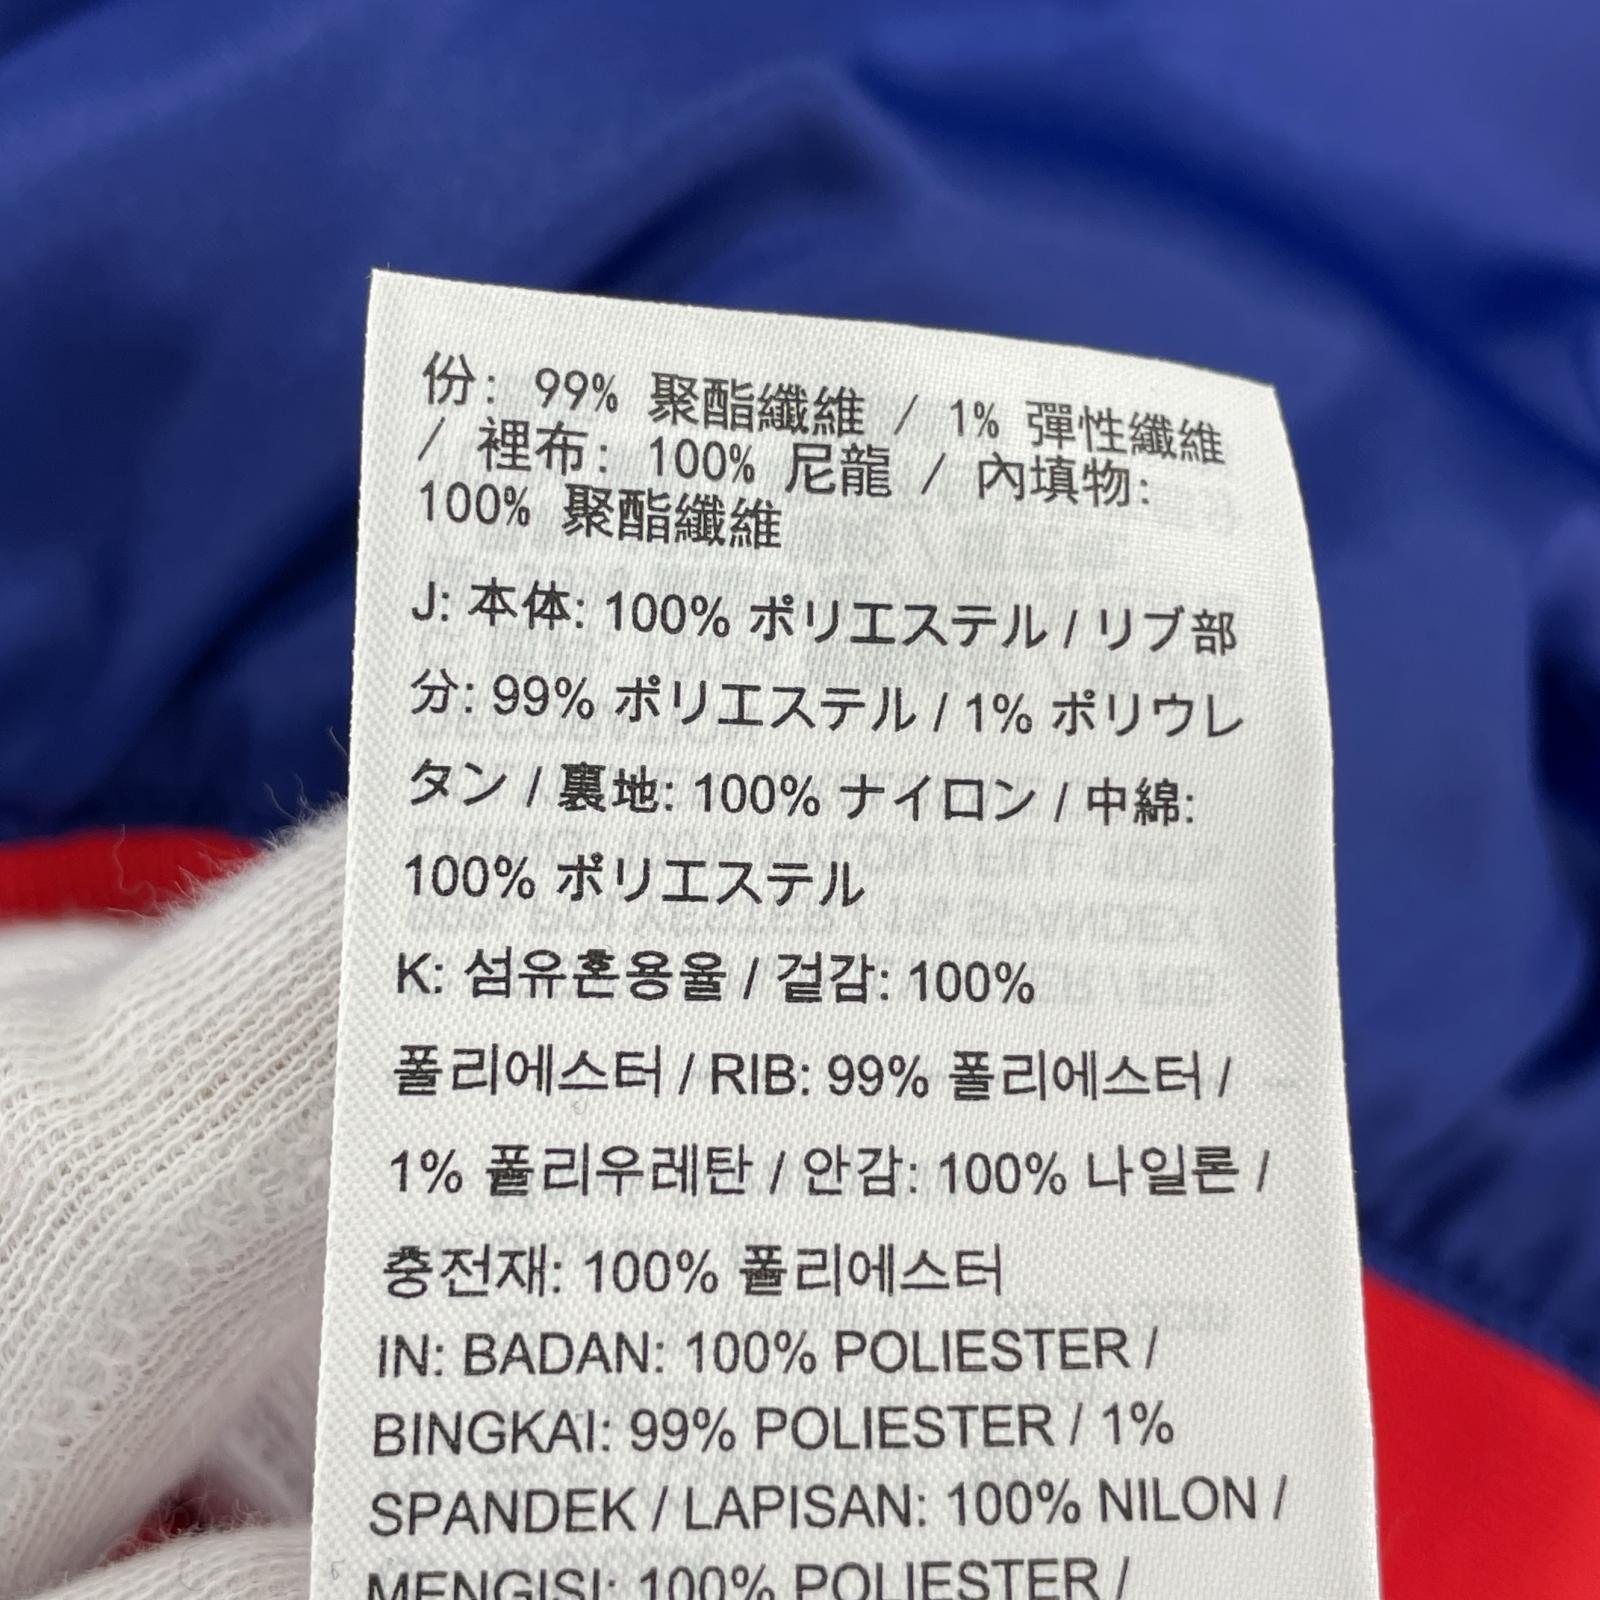 份: 99% 聚酯纖維 / 1% 彈性纖維
/ 裡布: 100% 尼龍 / 內填物:
100% 聚酯纖維
J: 本体: 100% ポリエステル / リブ部
分: 99% ポリエステル / 1% ポリウレ
タン / 裏地: 100% ナイロン / 中綿:
100% ポリエステル
K: 섬유혼용율 / 겉감: 100%
폴리에스터 / RIB: 99% 폴리에스터 /
1% 폴리우레탄 / 안감: 100% 나일론 /
충전재: 100% 폴리에스터
IN: BADAN: 100% POLIESTER /
BINGKAI: 99% POLIESTER / 1%
SPANDEK / LAPISAN: 100% NILON /
MENGISI: 100% POLIESTER /